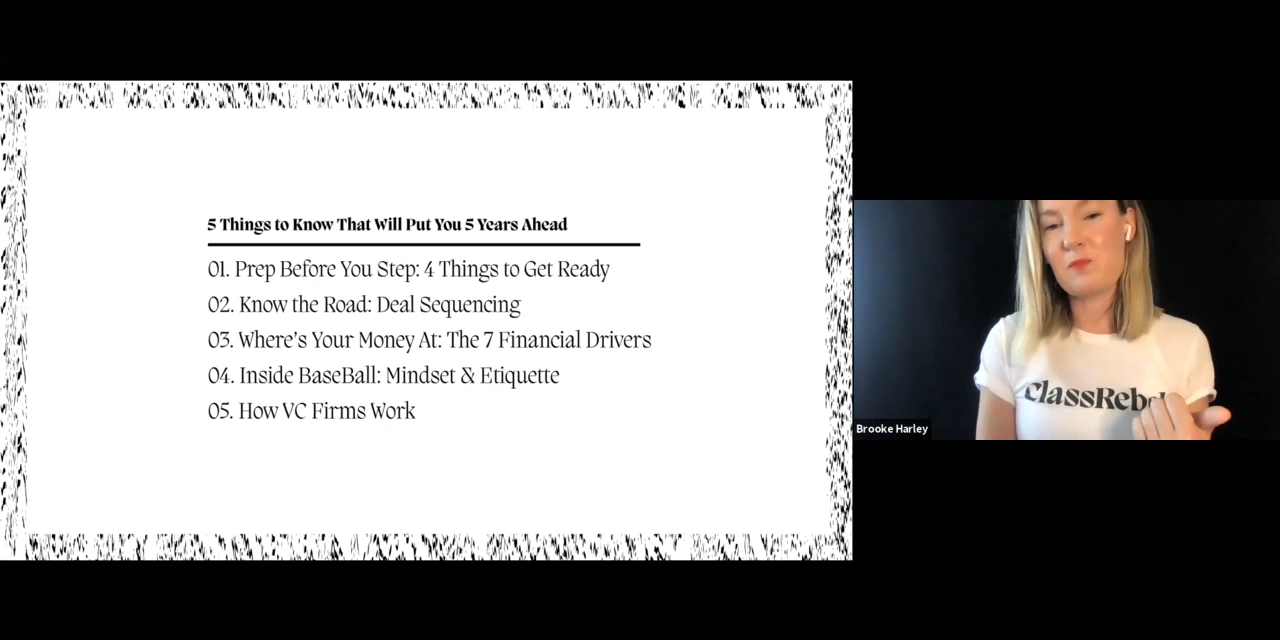 5 Things to Know That Will Put You 5 Years Ahead
01. Prep Before You Step: 4 Things to Get Ready
02. Know the Road: Deal Sequencing
03. Where's Your Money At: The 7 Financial Drivers
04. Inside BaseBall: Mindset & Etiquette
05. How VC Firms Work
Brooke Harley